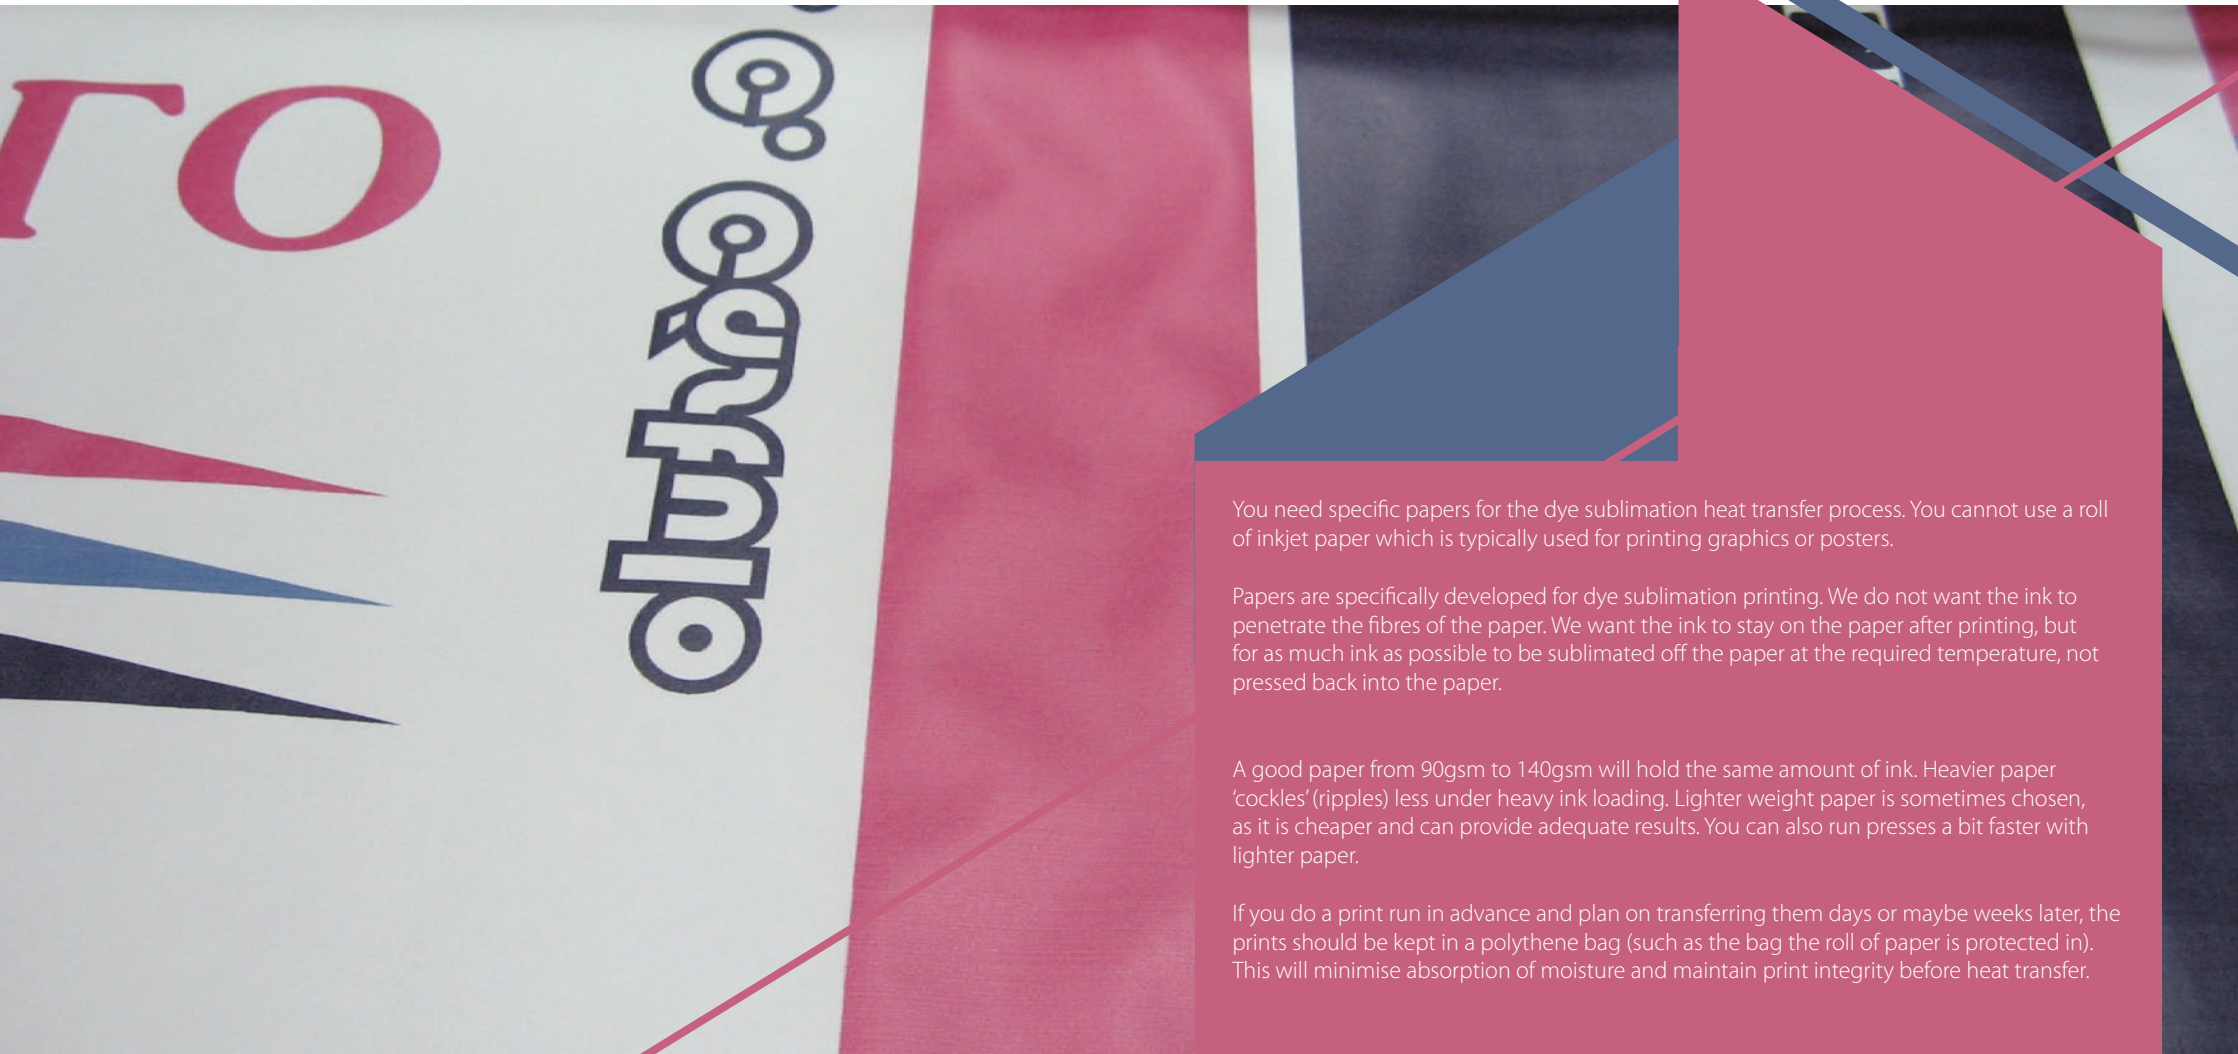 ГО
You need specific papers for the dye sublimation heat transfer process. You cannot use a roll
of inkjet paper which is typically used for printing graphics or posters.
Papers are specifically developed for dye sublimation printing. We do not want the ink to
penetrate the fibres of the paper. We want the ink to stay on the paper after printing, but
for as much ink as possible to be sublimated off the paper at the required temperature, not
pressed back into the paper.
A good paper from 90gsm to 140gsm will hold the same amount of ink. Heavier paper
‘cockles’ (ripples) less under heavy ink loading. Lighter weight paper is sometimes chosen,
as it is cheaper and can provide adequate results. You can also run presses a bit faster with
lighter paper.
If you do a print run in advance and plan on transferring them days or maybe weeks later, the
prints should be kept in a polythene bag (such as the bag the roll of paper is protected in).
This will minimise absorption of moisture and maintain print integrity before heat transfer.